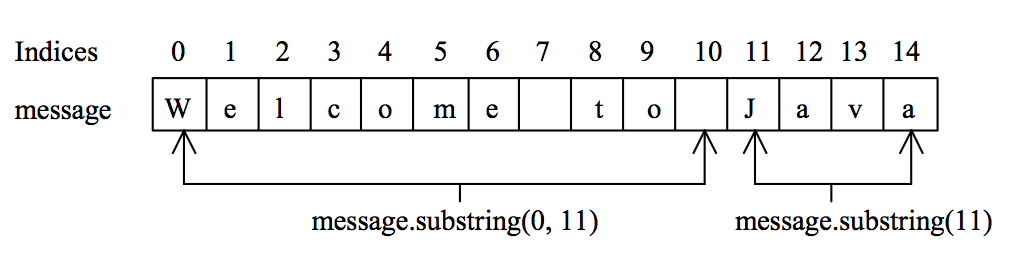 Indices 0 1 2 3 4 5 6 7 8 9 10 11 12 13 14
message W e l c o m e t o J a v a
message.substring(0, 11) message.substring(11)